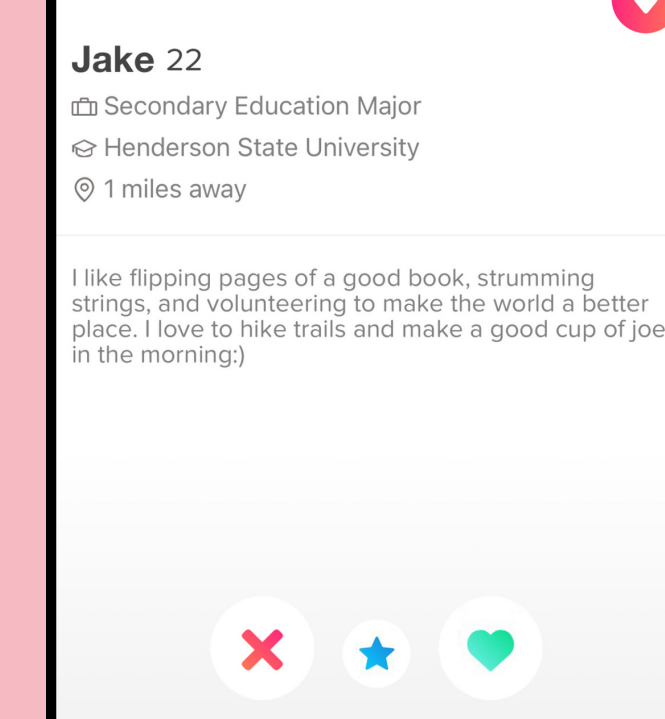 Jake 22
Secondary Education Major
Henderson State University
1 miles away
I like flipping pages of a good book, strumming
strings, and volunteering to make the world a better
place. I love to hike trails and make a good cup of joe
in the morning:)